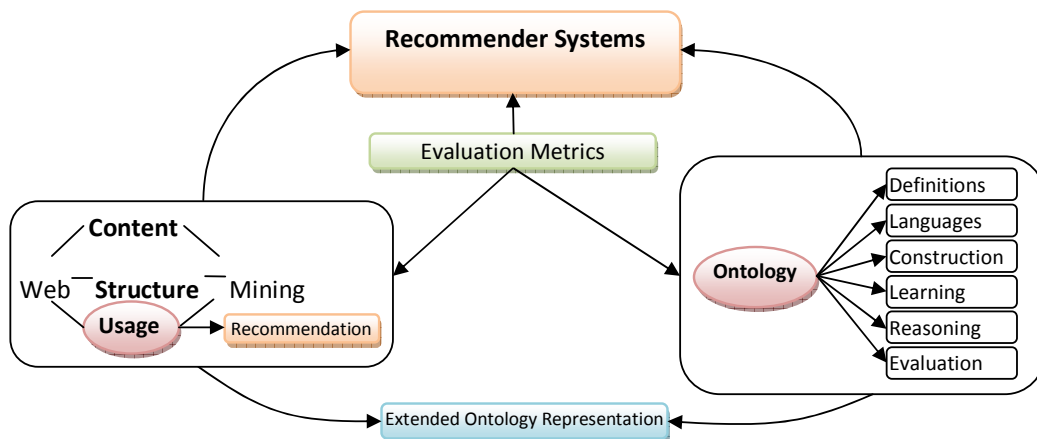 Recommender Systems
Evaluation Metrics
Content
Web Structure Mining
Usage
Recommendation
Ontology
Definitions
Languages
Construction
Learning
Reasoning
Evaluation
Extended Ontology Representation